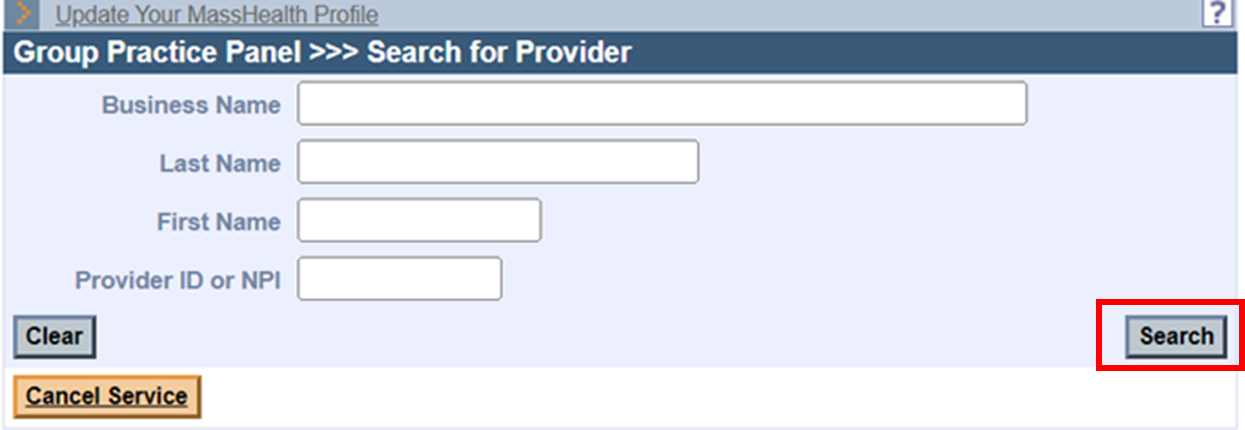 Update Your MassHealth Profile ?
Group Practice Panel >>> Search for Provider
Business Name
Last Name
First Name
Provider ID or NPI
Clear Search
Cancel Service